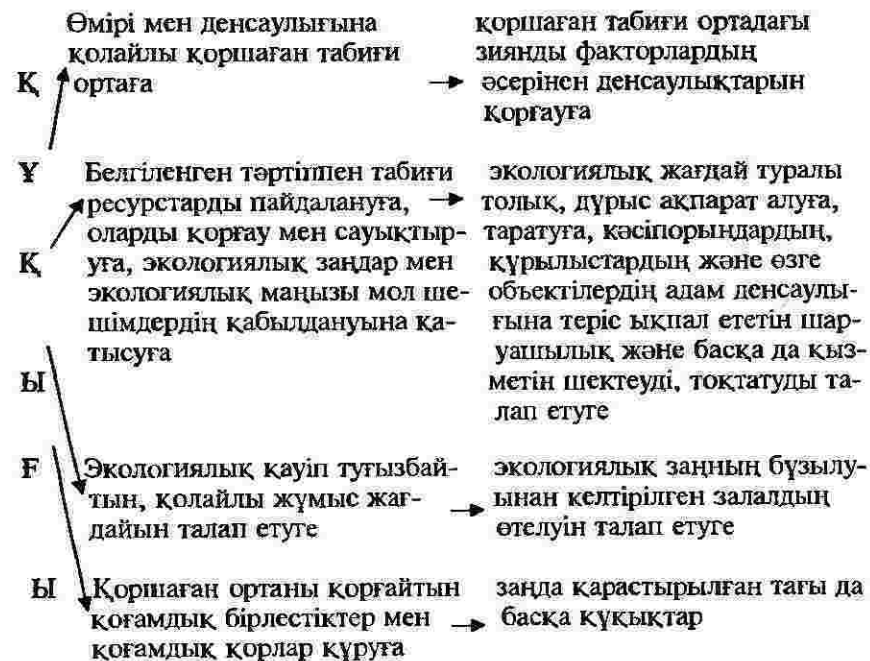 Қ
Ұ
Қ
Ы
Ғ
Ы
Өмірі мен денсаулығына
қолайлы қоршаған табиғи
ортаға
қоршаған табиғи ортадағы
зиянды факторлардың
әсерінен денсаулықтарын
қорғауға
Белгіленген тәртіппен табиғи
ресурстарды пайдалануға,
оларды қорғау мен сауықтыр-
уға, экологиялық заңдар мен
экологиялық маңызы мол ше-
шімдердің қабылдануына қа-
тысуға
экологиялық жағдай туралы
толық, дұрыс ақпарат алуға,
таратуға, кәсіпорындардың,
құрылыстардың және өзге
объектілердің адам денсаулы-
ғына теріс ықпал ететін шар-
уашылық және басқа да қыз-
метін шектеуді, тоқтатуды та-
лап етуге
Экологиялық қауіп туғызбай-
тын, қолайлы жұмыс жағ-
дайын талап етуге
экологиялық заңның бұзылу-
ынан келтірілген залалдың
өтелуін талап етуге
Қоршаған ортаны қорғайтын
қоғамдық бірлестіктер мен
қоғамдық қорлар құруға
заңда қарастырылған тағы да
басқа құқықтар